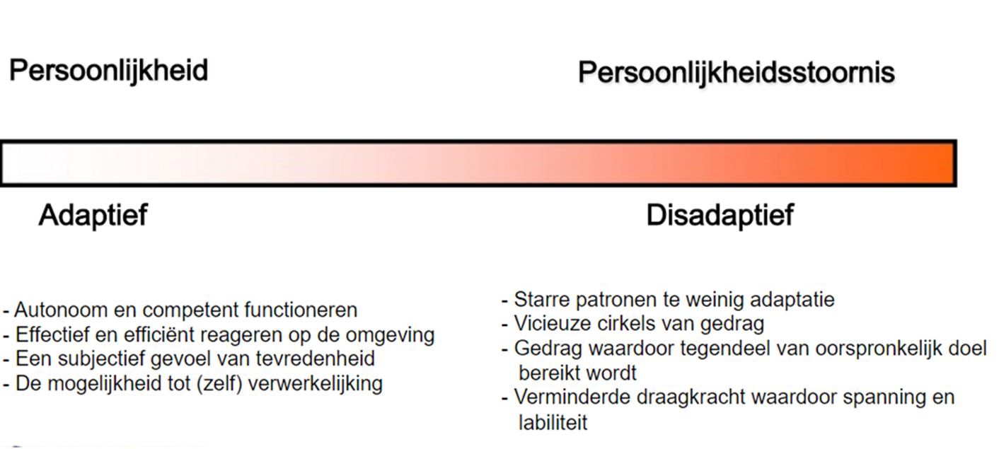 Persoonlijkheid
Persoonlijkheidsstoornis
Adaptief
Disadaptief
- Autonoom en competent functioneren
- Effectief en efficiënt reageren op de omgeving
- Een subjectief gevoel van tevredenheid
- De mogelijkheid tot (zelf) verwerkelijking
- Starre patronen te weinig adaptatie
- Vicieuze cirkels van gedrag
- Gedrag waardoor tegendeel van oorspronkelijk doel
bereikt wordt
- Verminderde draagkracht waardoor spanning en
labiliteit